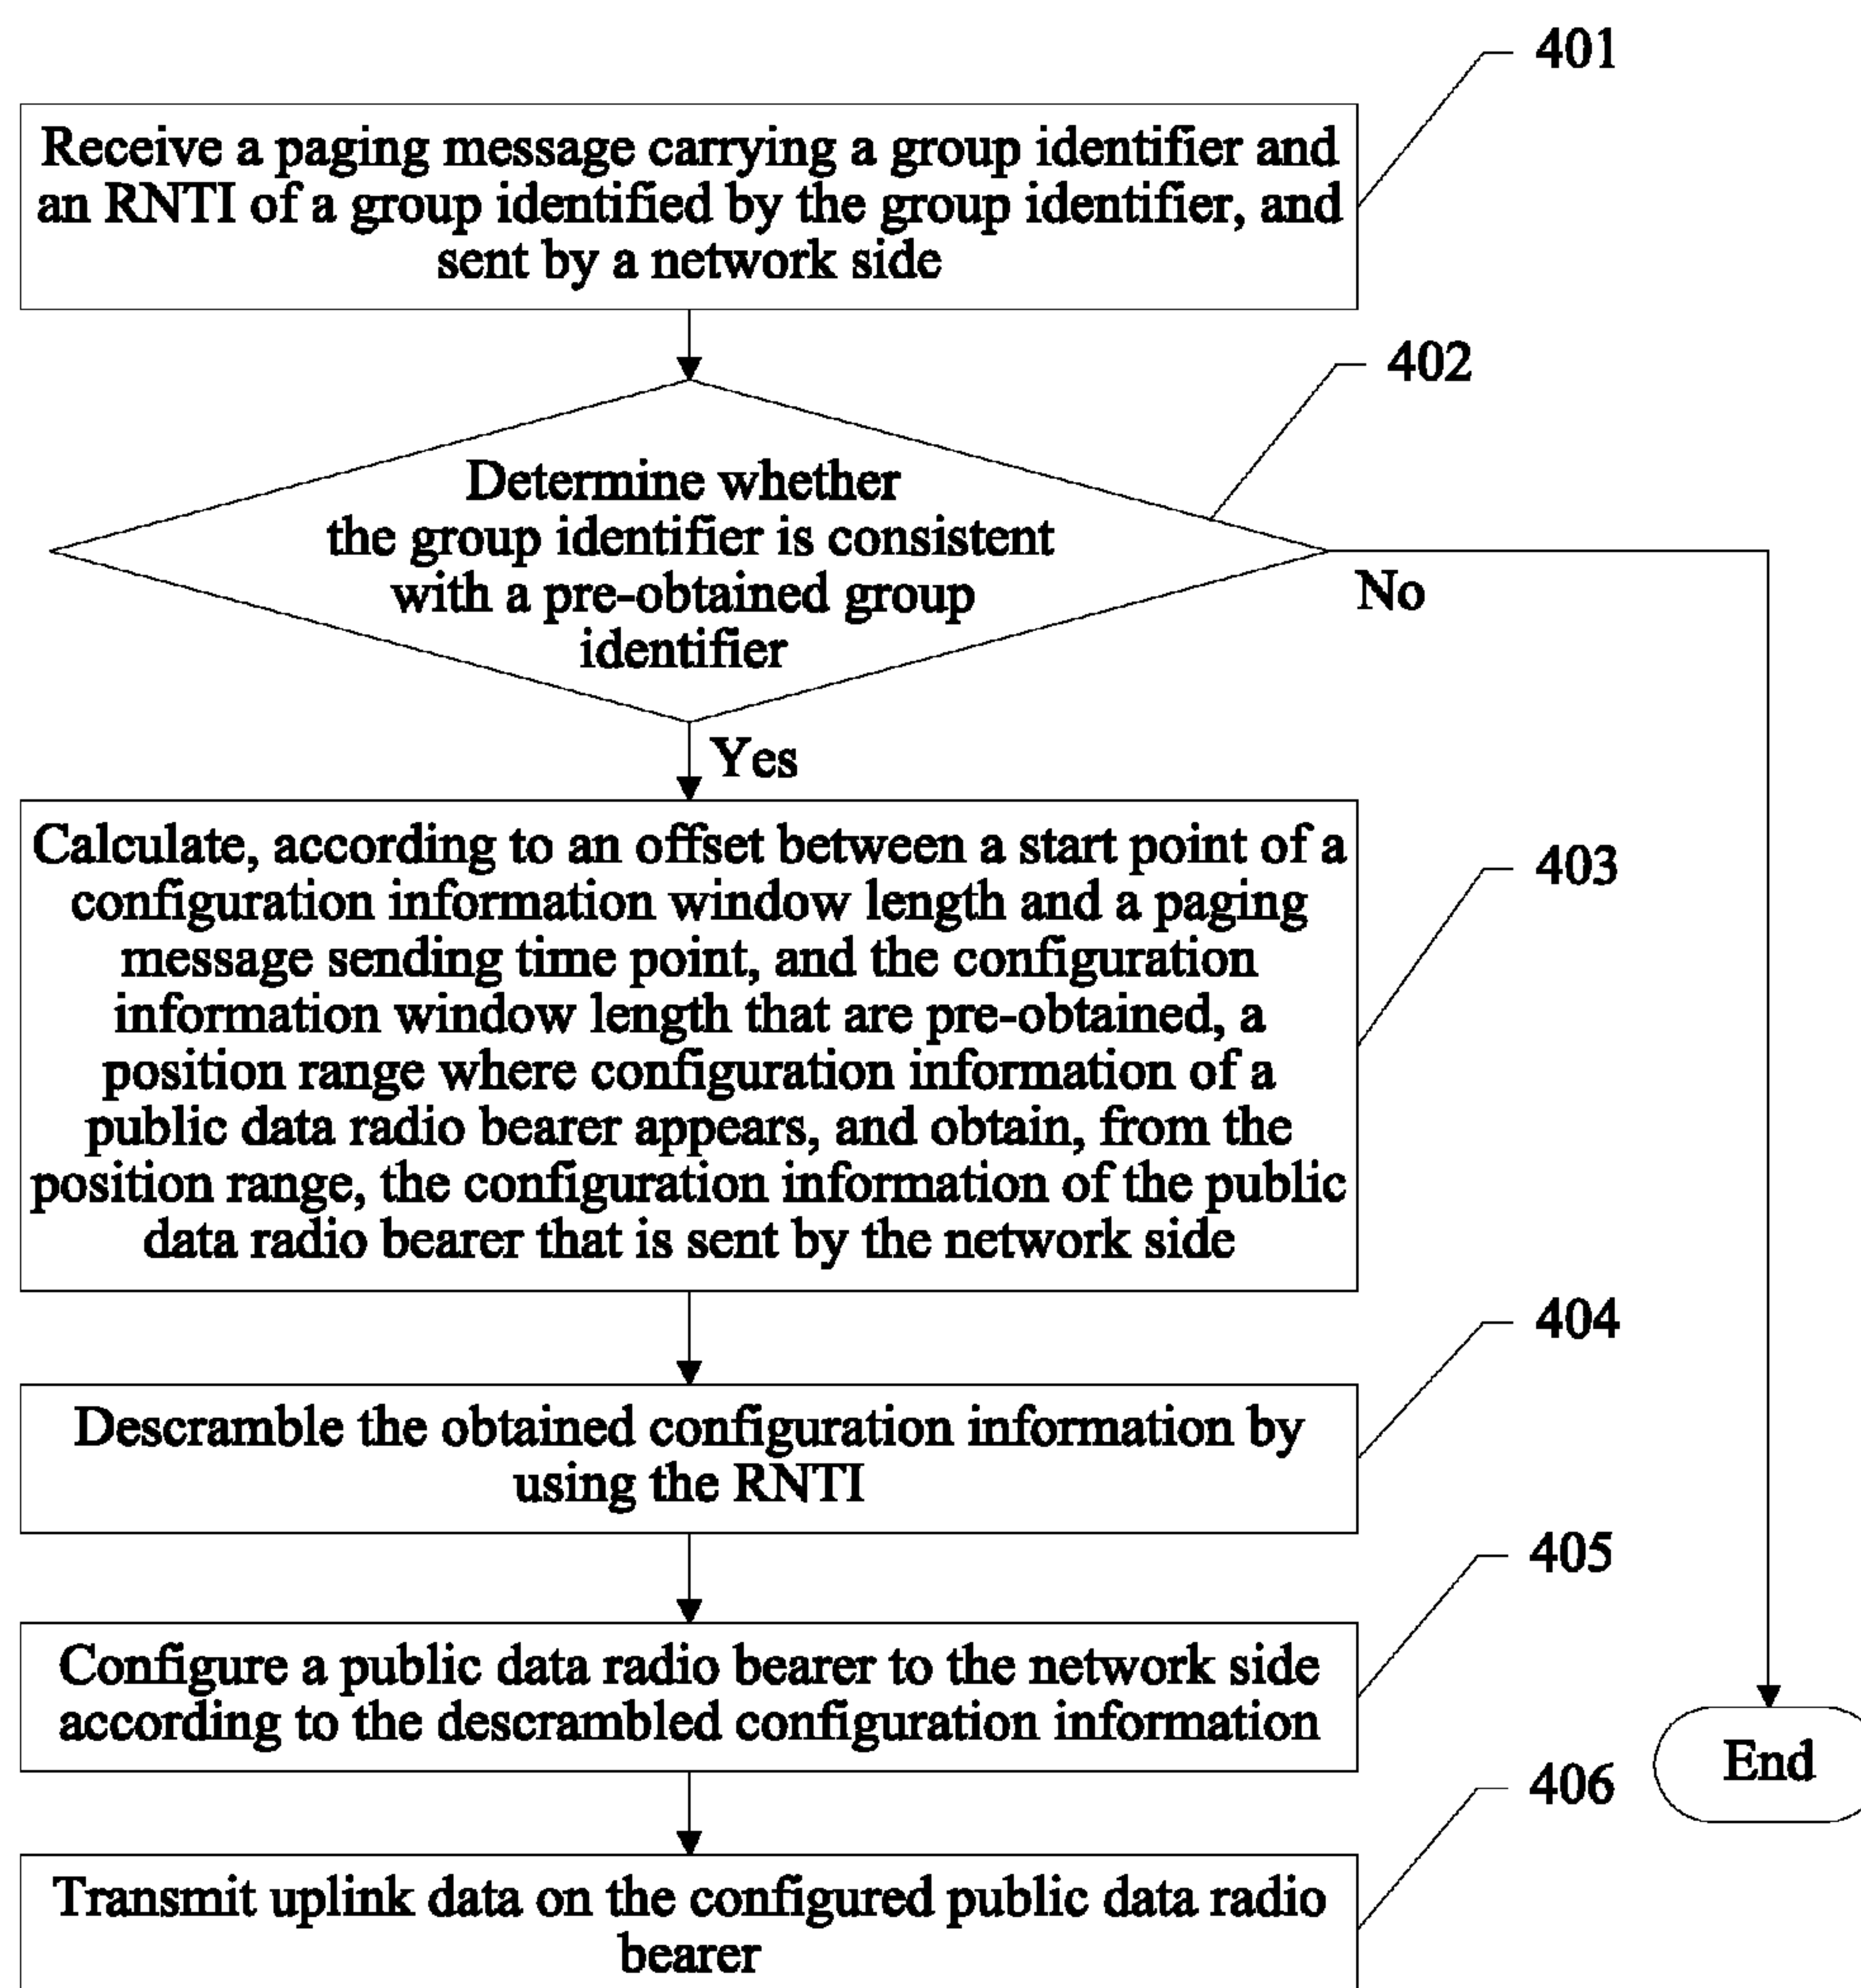 401
Receive a paging message carrying a group identifier and
an RNTI of a group identified by the group identifier, and
sent by a network side
402
Determine whether
the group identifier is consistent
with a pre-obtained group
identifier
No
Yes
Calculate, according to an offset between a start point of a
configuration information window length and a paging
message sending time point, and the configuration
information window length that are pre-obtained, a
position range where configuration information of a
public data radio bearer appears, and obtain, from the
position range, the configuration information of the public
data radio bearer that is sent by the network side
403
404
Descramble the obtained configuration information by
using the RNTI
405
Configure a public data radio bearer to the network side
according to the descrambled configuration information
End
406
Transmit uplink data on the configured public data radio
bearer